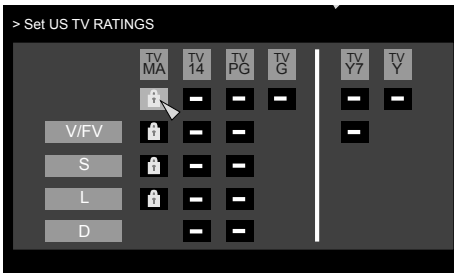 > Set US TV RATINGS
TV MA TV 14 TV PG TV G TV Y7 TV Y
V/FV
S
L
D